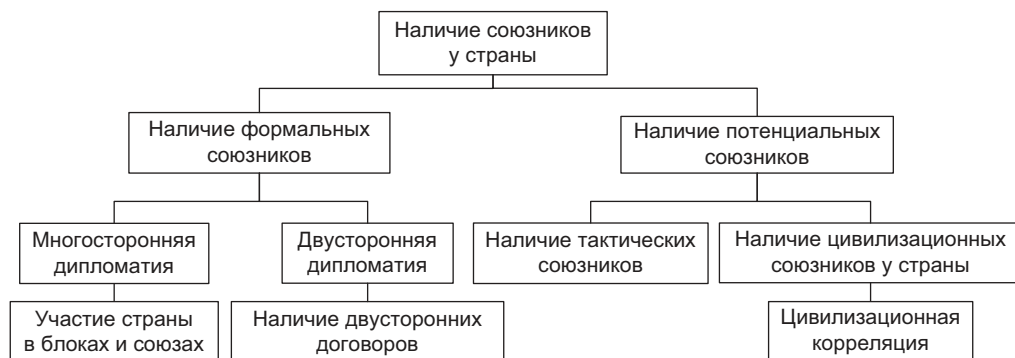 Наличие союзников
у страны
Наличие формальных
союзников
Наличие потенциальных
союзников
Многосторонняя
дипломатия
Двусторонняя
дипломатия
Наличие тактических
союзников
Наличие цивилизационных
союзников у страны
Участие страны
в блоках и союзах
Наличие двусторонних
договоров
Цивилизационная
корреляция